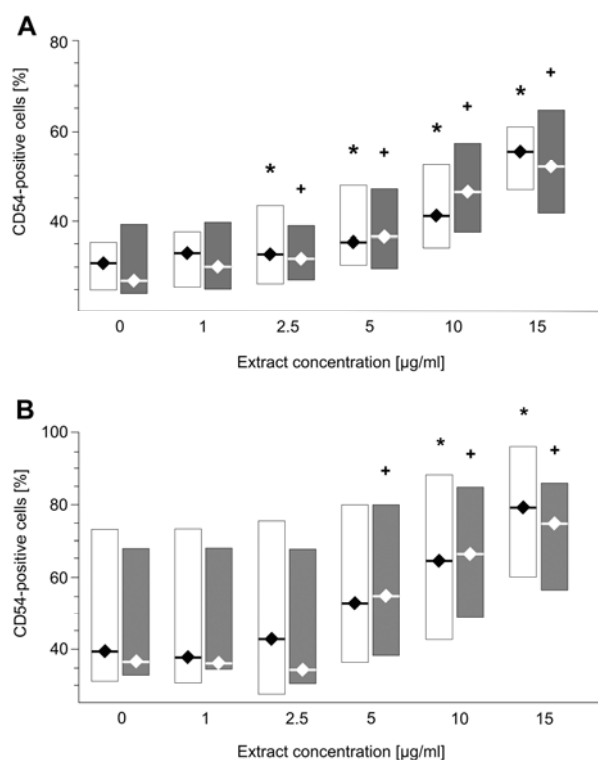 A
80
60
40
CD54-positive cells [%]
* + * + * + * +
0 1 2.5 5 10 15
Extract concentration [µg/ml]
B
100
80
60
40
CD54-positive cells [%]
+ * + * +
0 1 2.5 5 10 15
Extract concentration [µg/ml]